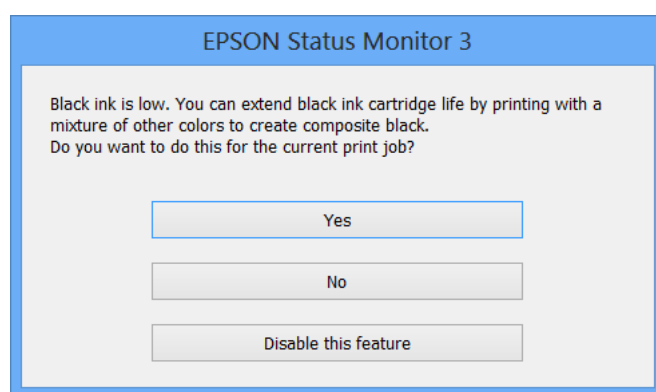 EPSON Status Monitor 3
Black ink is low. You can extend black ink cartridge life by printing with a
mixture of other colors to create composite black.
Do you want to do this for the current print job?
Yes
No
Disable this feature